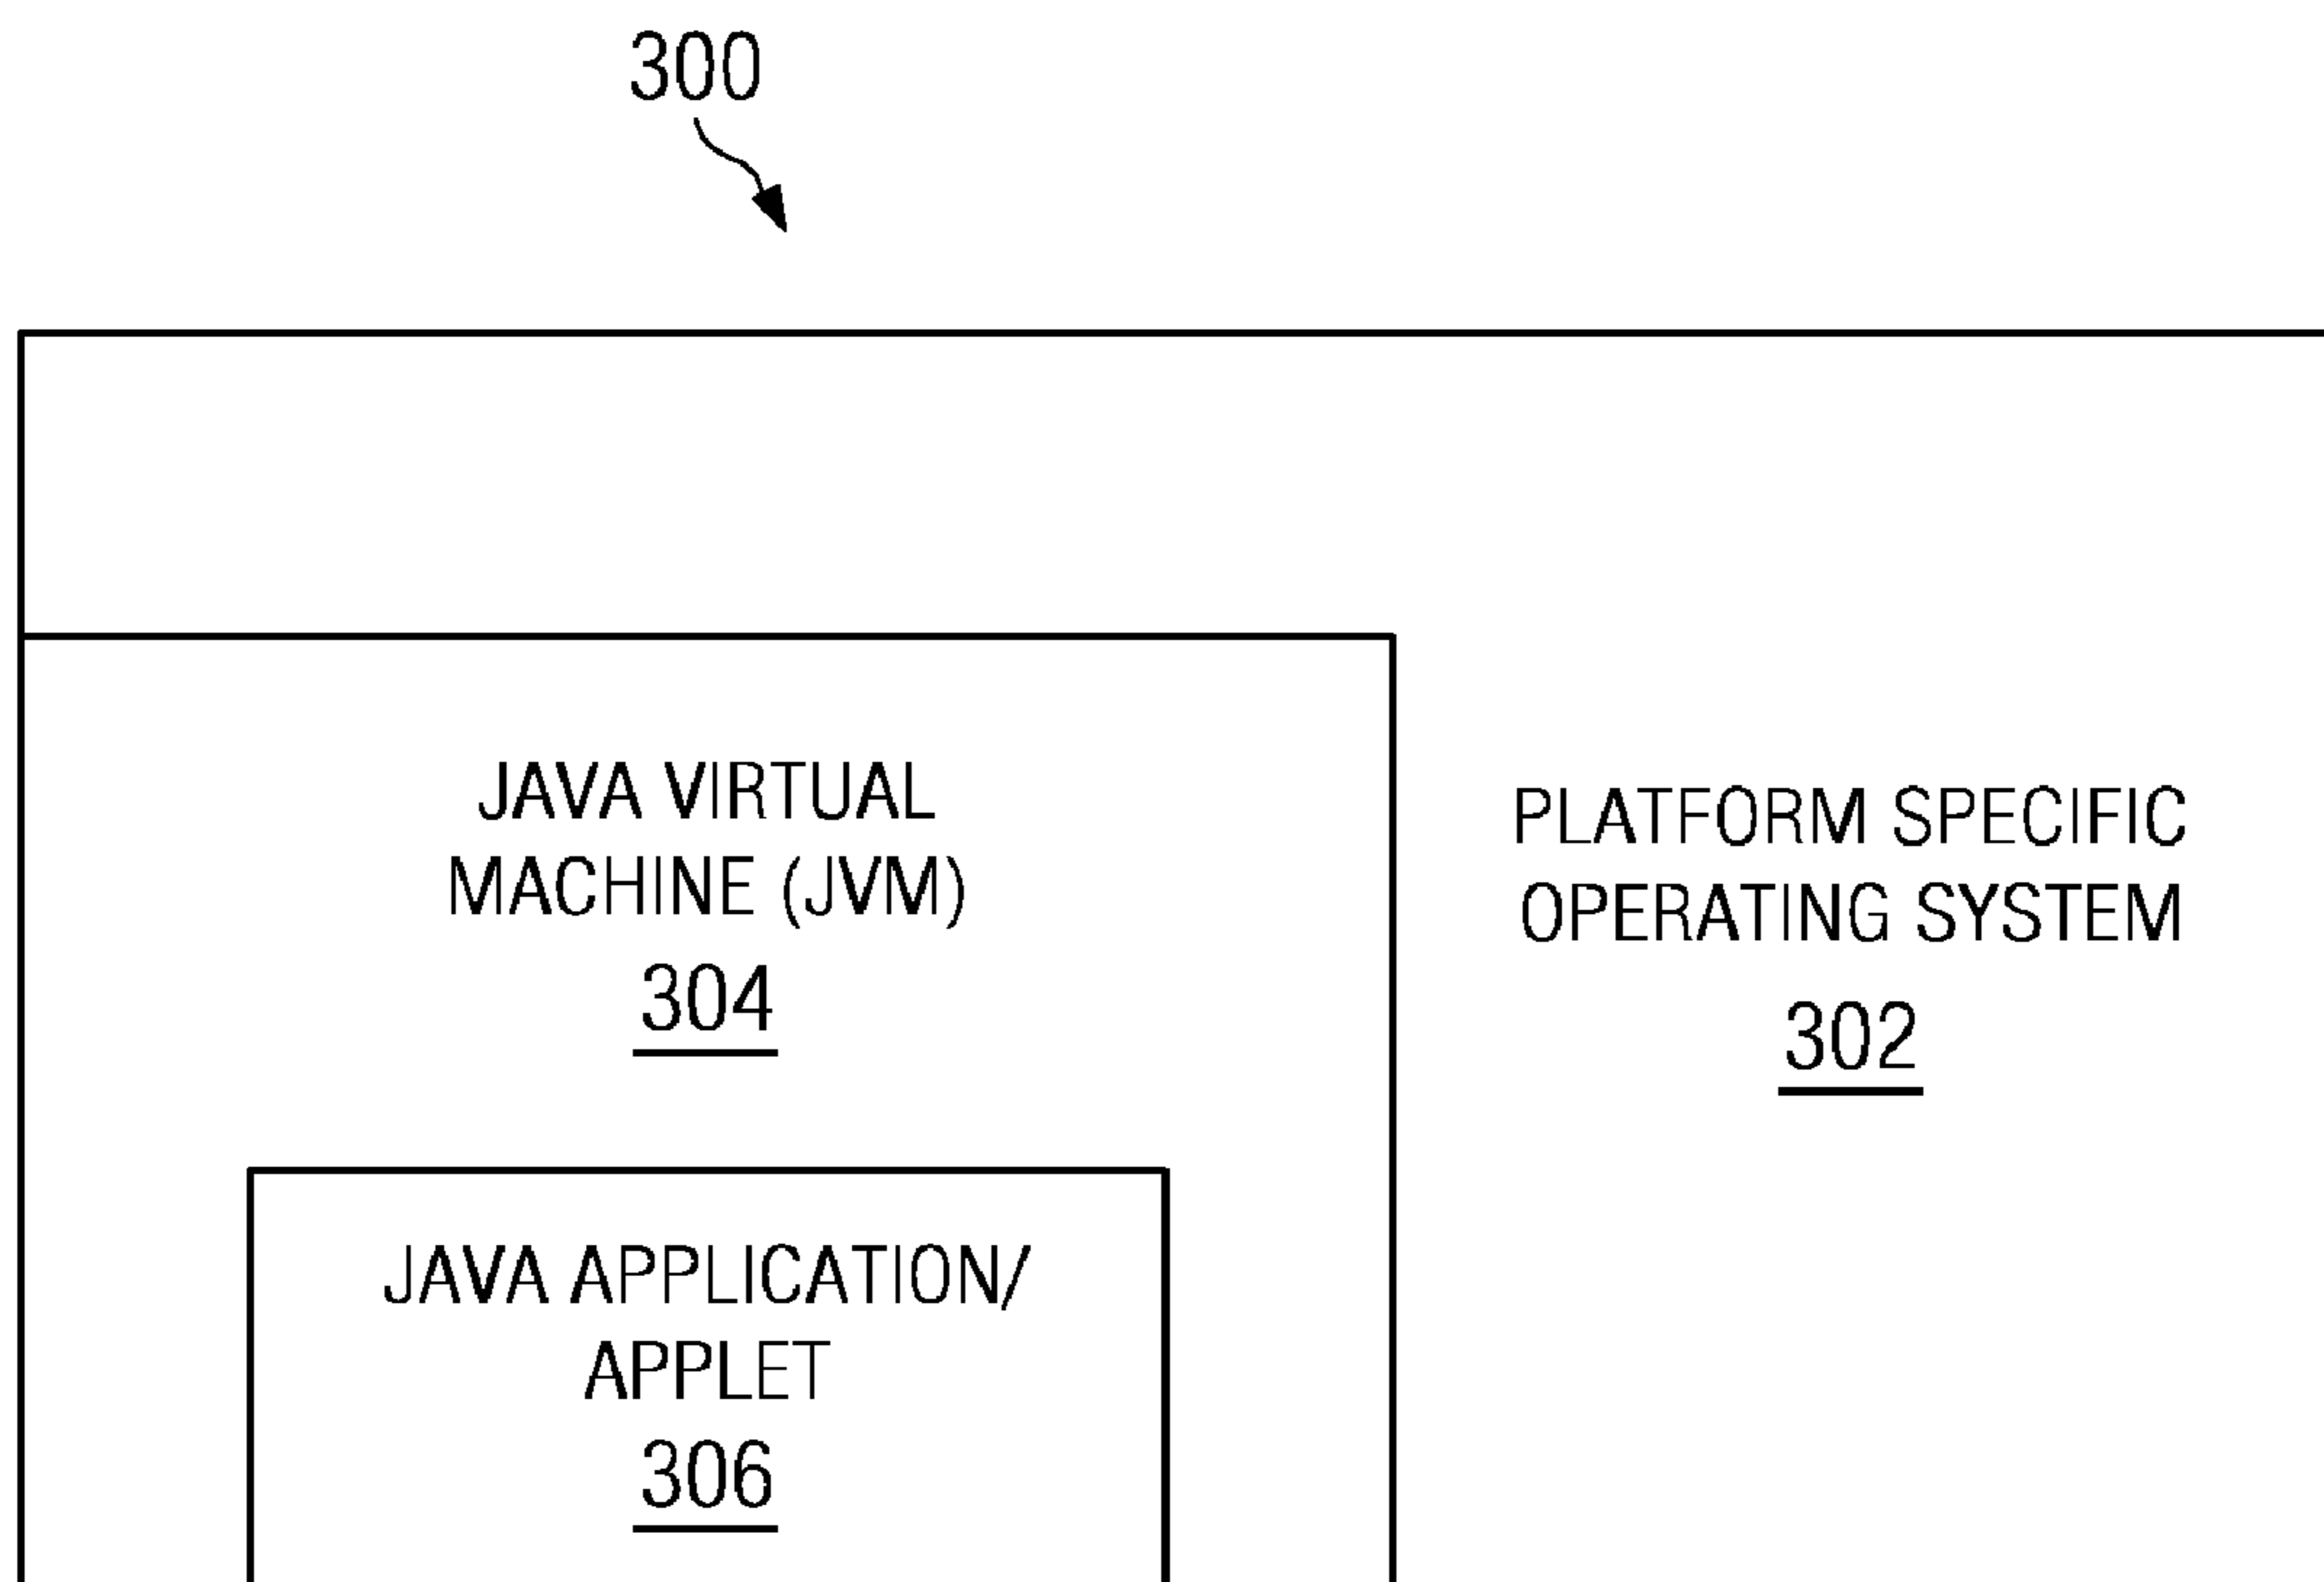 300
JAVA VIRTUAL
MACHINE (JVM)
304
PLATFORM SPECIFIC
OPERATING SYSTEM
302
JAVA APPLICATION/
APPLET
306